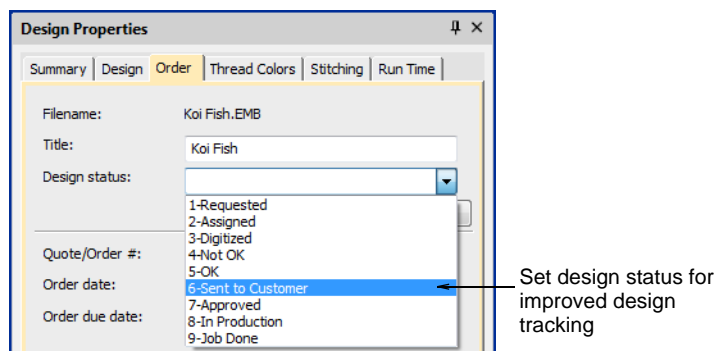 Design Properties
Summary Design Order Thread Colors Stitching Run Time
Filename: Koi Fish.EMB
Title: Koi Fish
Design status:
1-Requested
2-Assigned
3-Digitized
4-Not OK
Quote/Order #:
5-OK
Order date:
6-Sent to Customer
7-Approved
Order due date:
8-In Production
9-Job Done
Set design status for
improved design
tracking